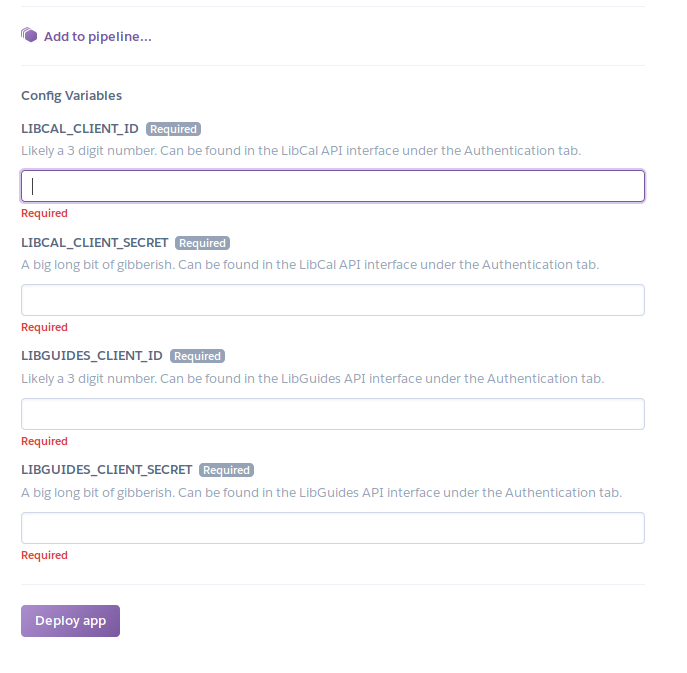 Add to pipeline...
Config Variables
LIBCAL_CLIENT_ID Required
Likely a 3 digit number. Can be found in the LibCal API interface under the Authentication tab.
Required
LIBCAL_CLIENT_SECRET Required
A big long bit of gibberish. Can be found in the LibCal API interface under the Authentication tab.
Required
LIBGUIDES_CLIENT_ID Required
Likely a 3 digit number. Can be found in the LibGuides API interface under the Authentication tab.
Required
LIBGUIDES_CLIENT_SECRET Required
A big long bit of gibberish. Can be found in the LibGuides API interface under the Authentication tab.
Required
Deploy app